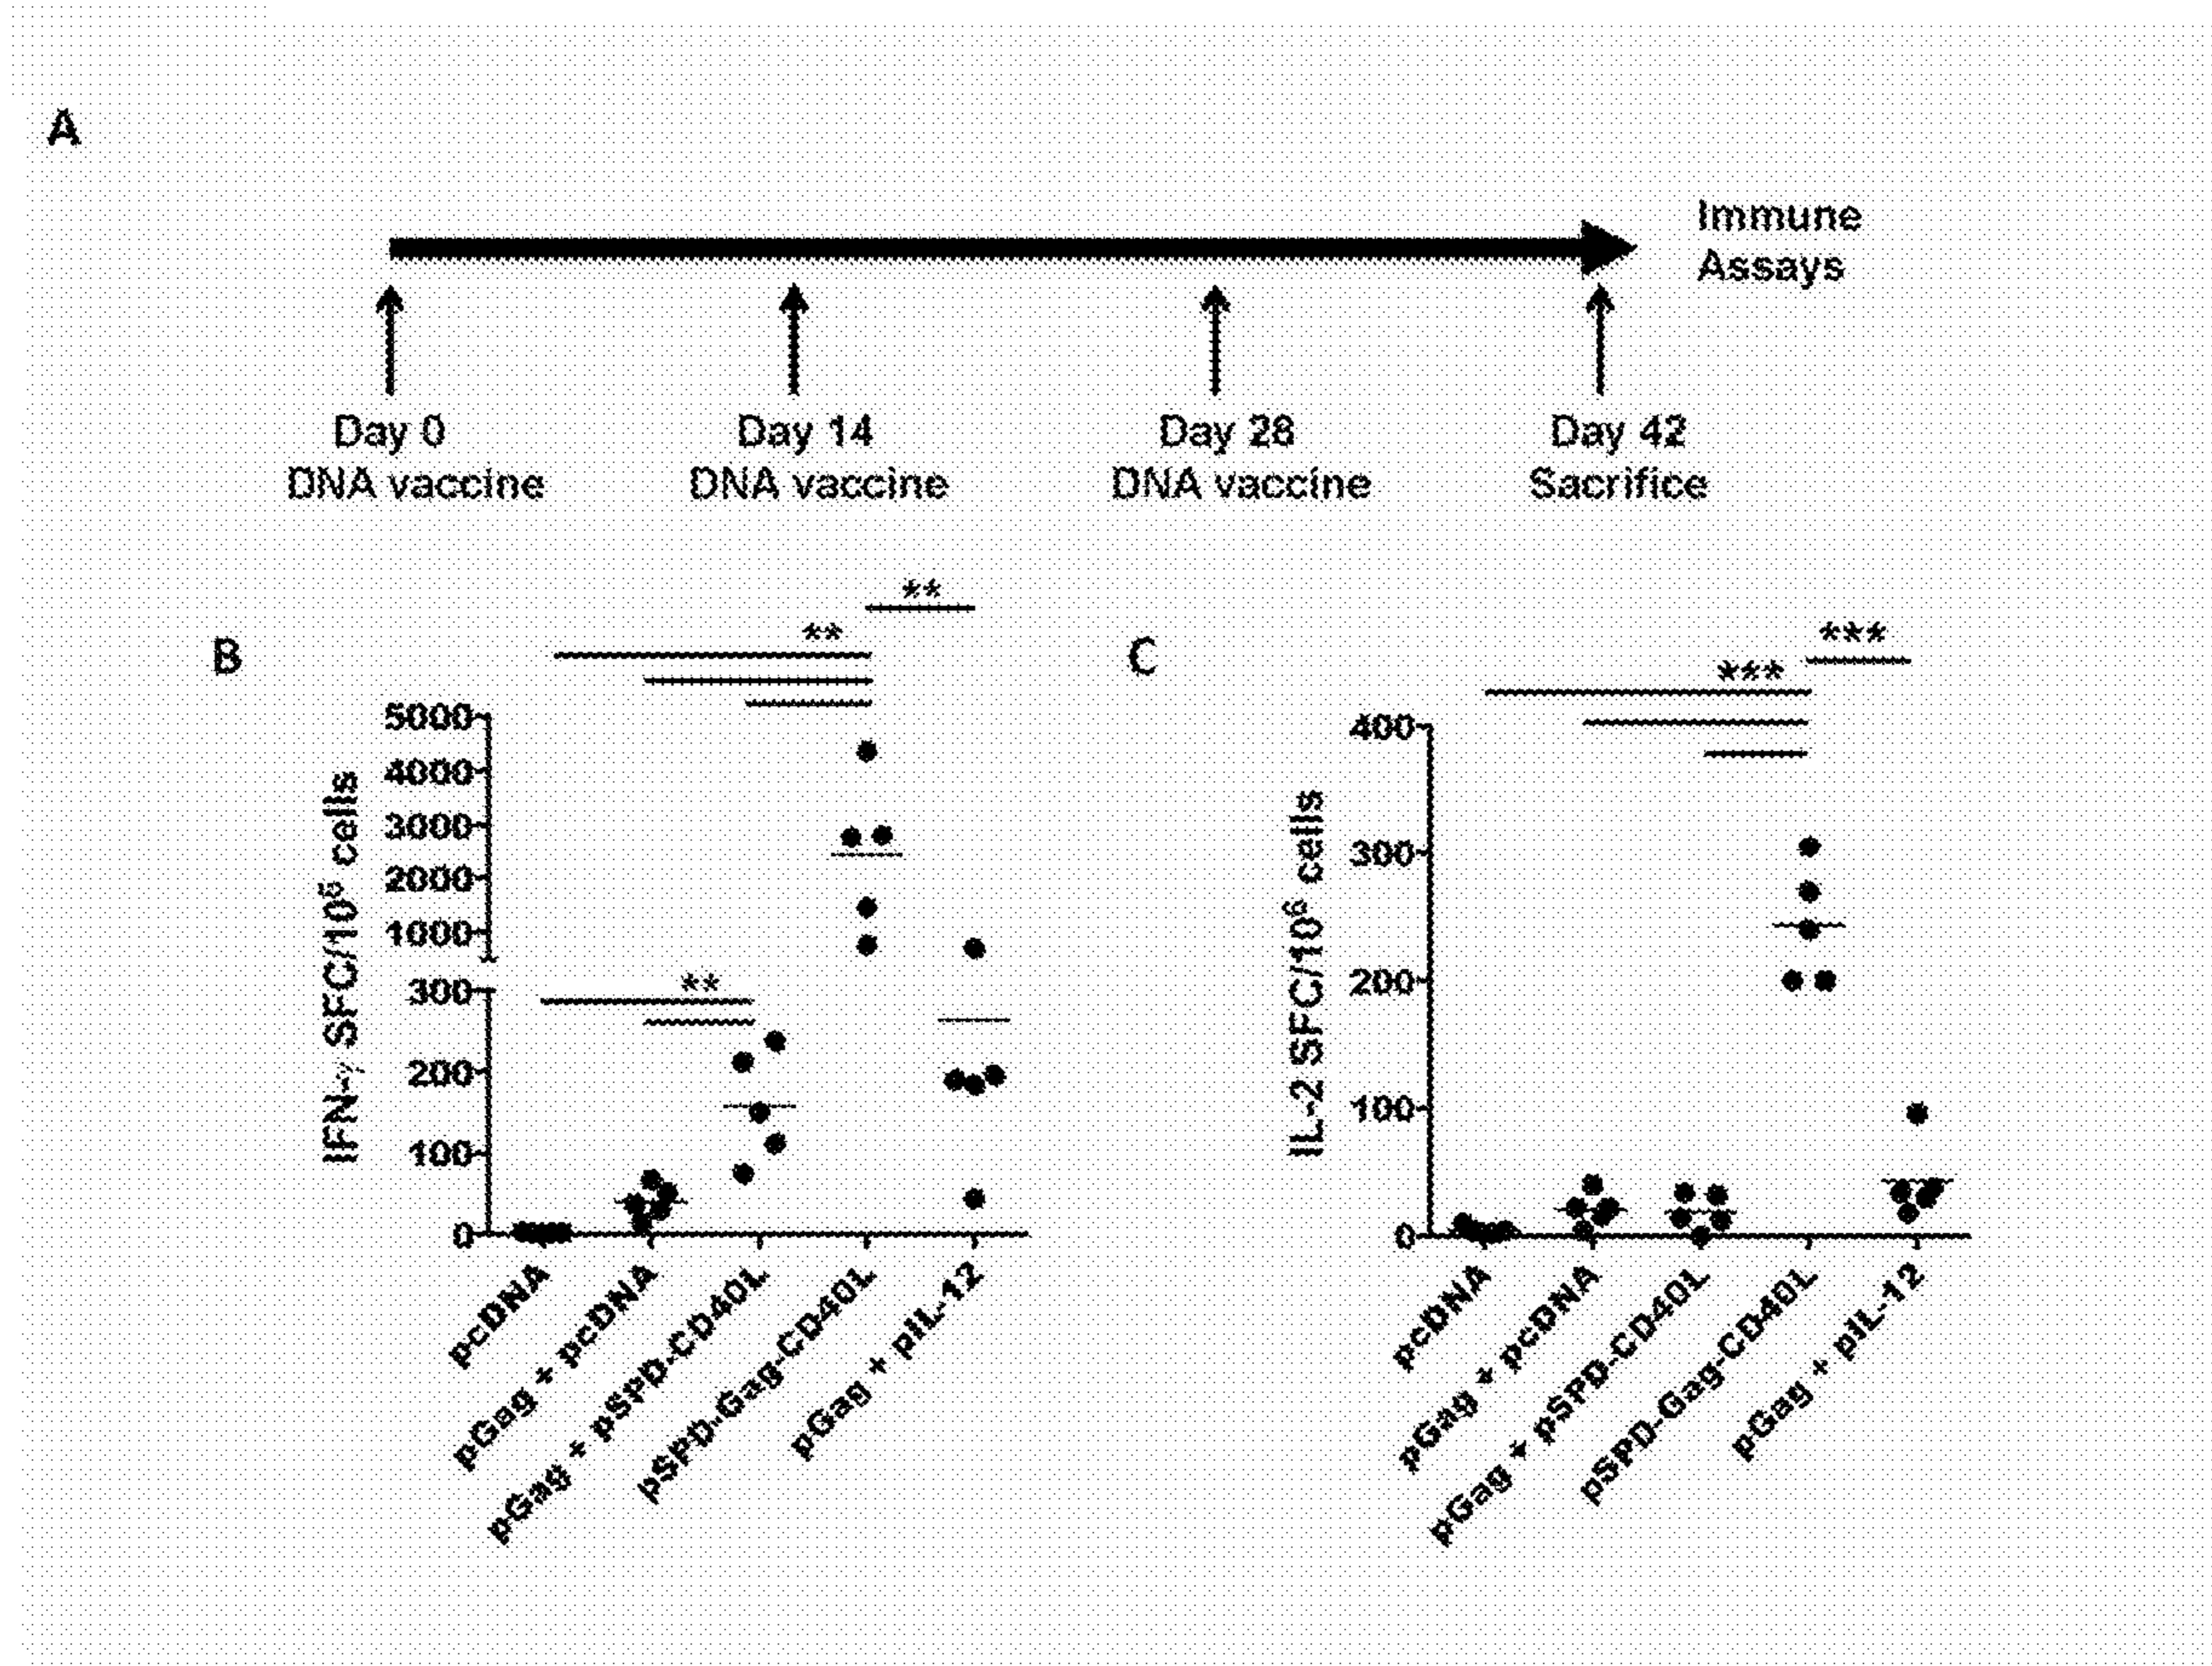 A
Immune
Assays
Day 0
DNA vaccine
Day 14
DNA vaccine
Day 28
DNA vaccine
Day 42
Sacrifice
B
**
**
5000
4000
3000
2000
1000
300
200
100
0
**
IFN-γ SFC/10⁶ cells
pcDNA
pGag + pcDNA
pGag + pSPD-CD40L
pSPD-Gag-CD40L
pGag + pIL-12
C
***
***
400
300
200
100
0
IL-2 SFC/10⁶ cells
pcDNA
pGag + pcDNA
pGag + pSPD-CD40L
pSPD-Gag-CD40L
pGag + pIL-12